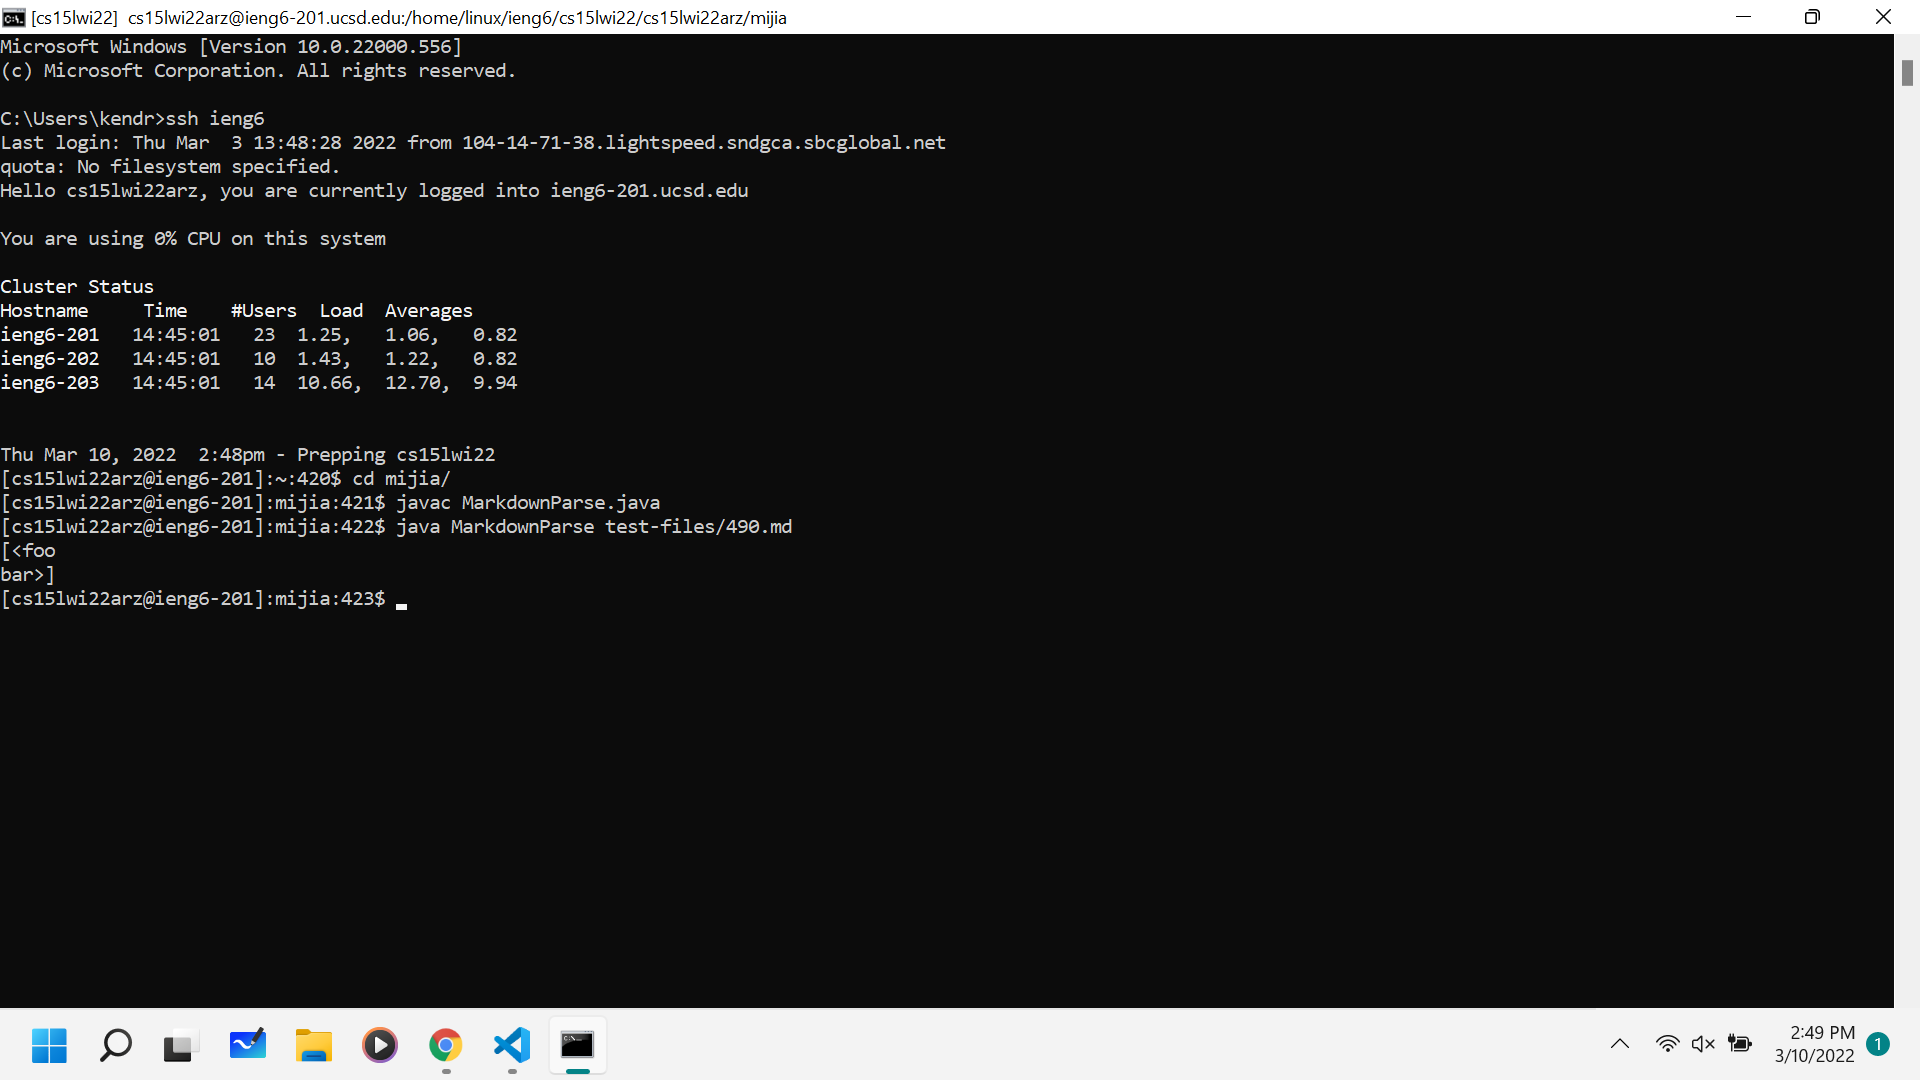 [cs15lwi22] cs15lwi22arz@ieng6-201.ucsd.edu:/home/linux/ieng6/cs15lwi22/cs15lwi22arz/mijia
Microsoft Windows [Version 10.0.22000.556]
(c) Microsoft Corporation. All rights reserved.
C:\Users\kendr>ssh ieng6
Last login: Thu Mar  3 13:48:28 2022 from 104-14-71-38.lightspeed.sndgca.sbcglobal.net
quota: No filesystem specified.
Hello cs15lwi22arz, you are currently logged into ieng6-201.ucsd.edu
You are using 0% CPU on this system
Cluster Status
Hostname     Time    #Users  Load  Averages
ieng6-201   14:45:01   23  1.25,   1.06,   0.82
ieng6-202   14:45:01   10  1.43,   1.22,   0.82
ieng6-203   14:45:01   14  10.66,  12.70,  9.94
Thu Mar 10, 2022  2:48pm - Prepping cs15lwi22
[cs15lwi22arz@ieng6-201]:~:420$ cd mijia/
[cs15lwi22arz@ieng6-201]:mijia:421$ javac MarkdownParse.java
[cs15lwi22arz@ieng6-201]:mijia:422$ java MarkdownParse test-files/490.md
[<foo
bar>]
[cs15lwi22arz@ieng6-201]:mijia:423$
2:49 PM
3/10/2022
1